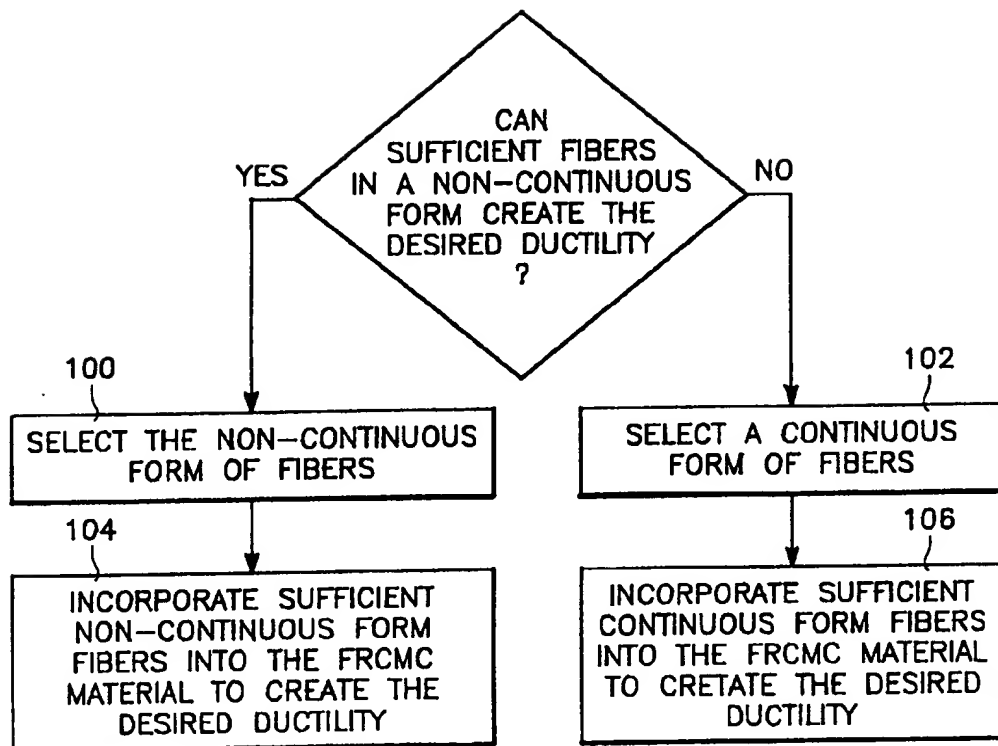 CAN
SUFFICIENT FIBERS
IN A NON-CONTINUOUS
FORM CREATE THE
DESIRED DUCTILITY
?
YES
NO
100
SELECT THE NON-CONTINUOUS
FORM OF FIBERS
102
SELECT A CONTINUOUS
FORM OF FIBERS
104
INCORPORATE SUFFICIENT
NON-CONTINUOUS FORM
FIBERS INTO THE FRCMC
MATERIAL TO CREATE THE
DESIRED DUCTILITY
106
INCORPORATE SUFFICIENT
CONTINUOUS FORM FIBERS
INTO THE FRCMC MATERIAL
TO CRETATE THE DESIRED
DUCTILITY